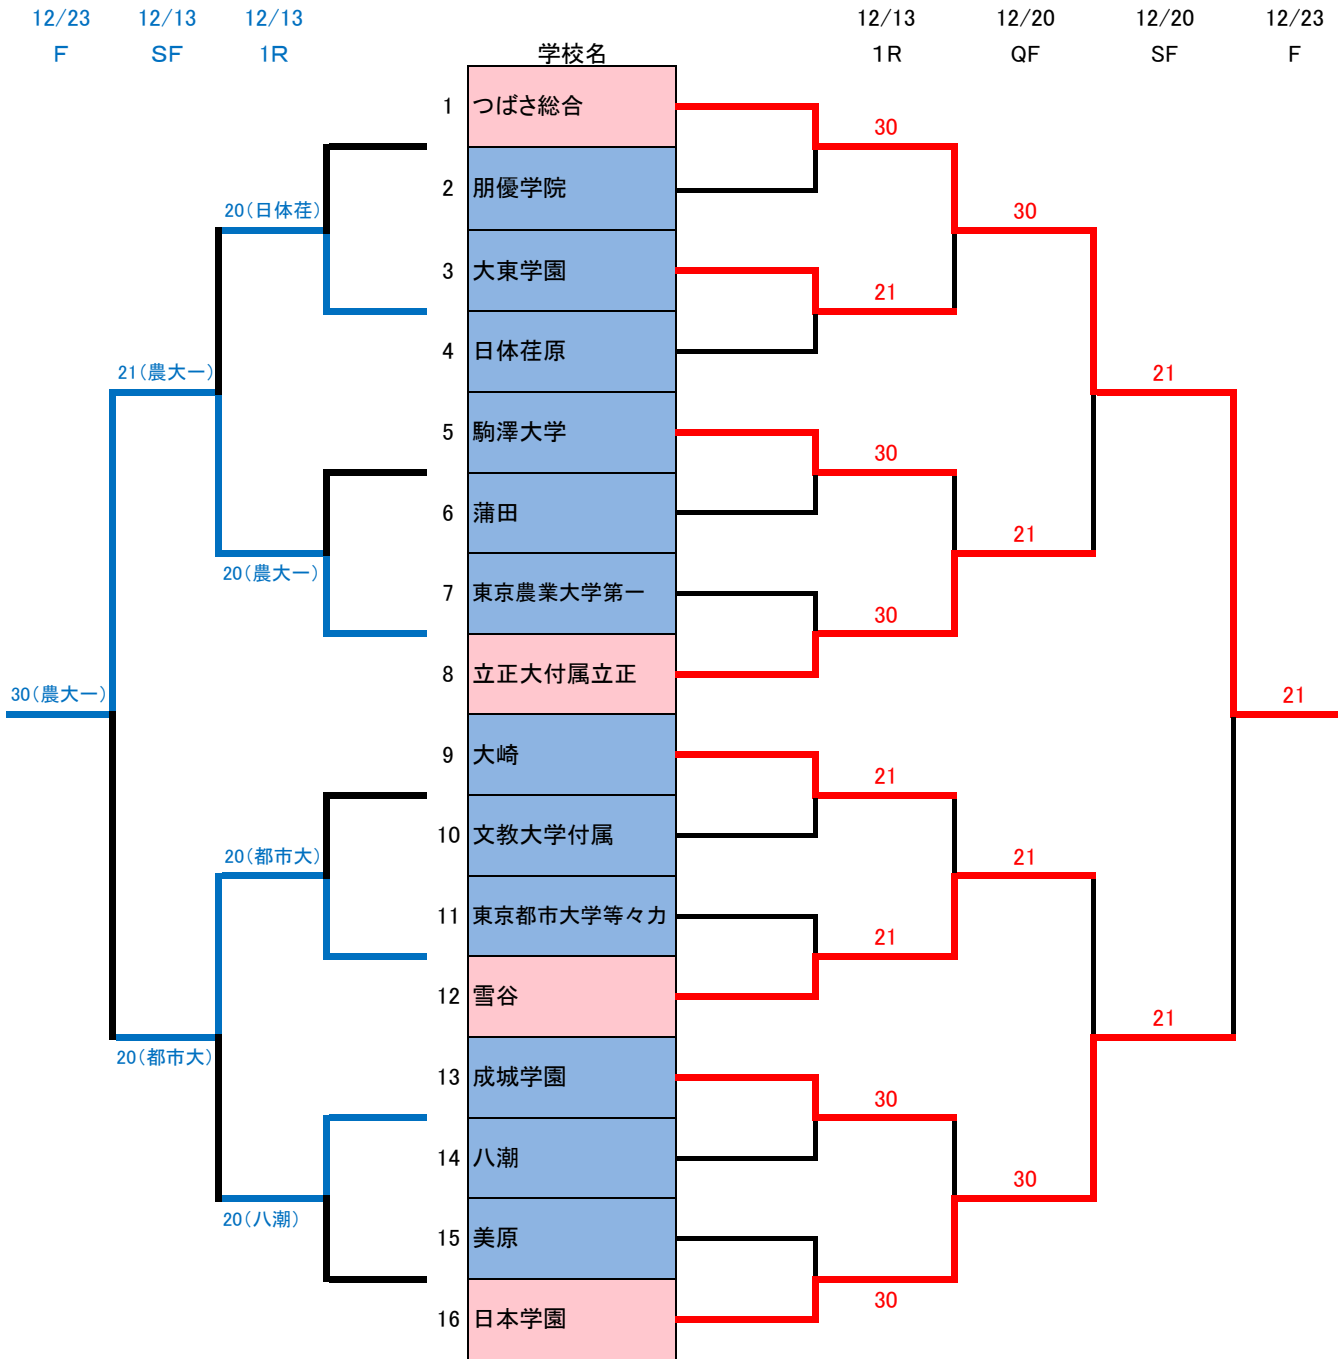 12/23 12/13 12/13 12/13 12/20 12/20 12/23
F SF 1R 学校名 1R QF SF F
1 つばさ総合
30
2 朋優学院
20(日体荏) 30
3 大東学園
21
4 日体荏原
21(農大一) 21
5 駒澤大学
30
6 蒲田
21
20(農大一)
7 東京農業大学第一
30
8 立正大付属立正
30(農大一) 21
9 大崎
21
10 文教大学付属
20(都市大) 21
11 東京都市大学等々力
21
12 雪谷
21
20(都市大)
13 成城学園
30
14 八潮
30
20(八潮)
15 美原
30
16 日本学園